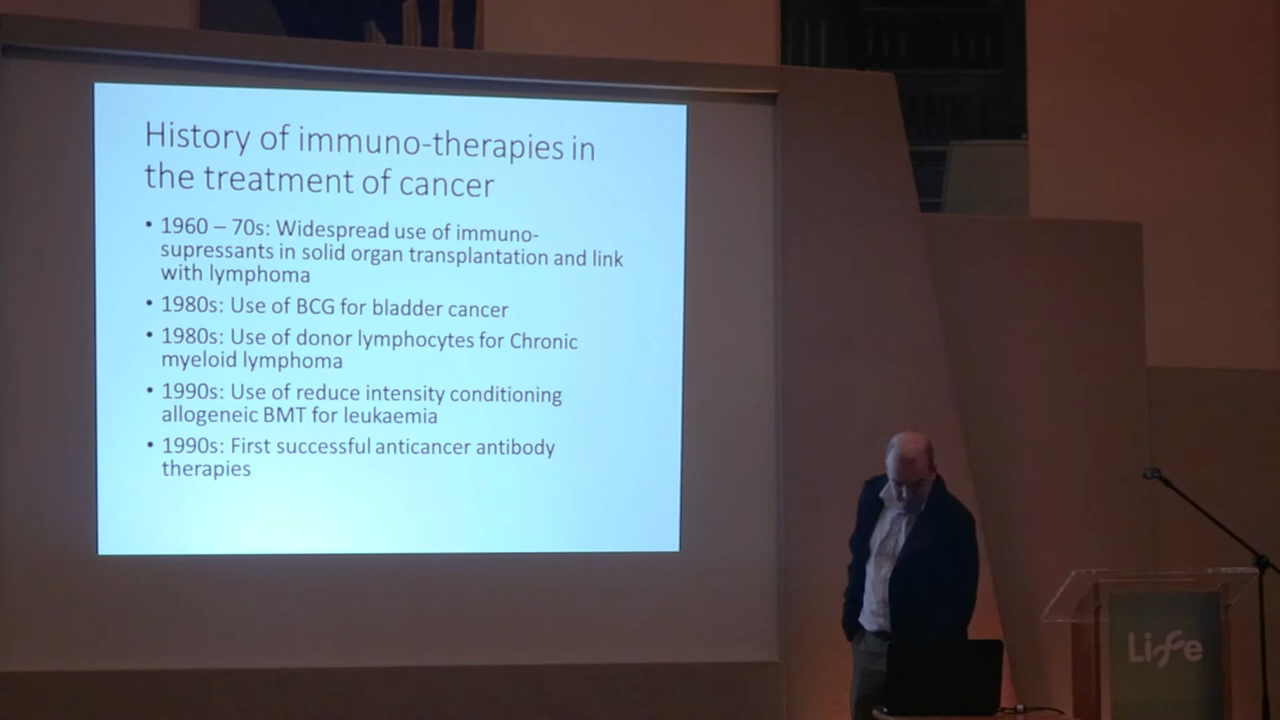 History of immuno-therapies in
the treatment of cancer
• 1960 – 70s: Widespread use of immuno-
supressants in solid organ transplantation and link
with lymphoma
• 1980s: Use of BCG for bladder cancer
• 1980s: Use of donor lymphocytes for Chronic
myeloid lymphoma
• 1990s: Use of reduce intensity conditioning
allogeneic BMT for leukaemia
• 1990s: First successful anticancer antibody
therapies
Life